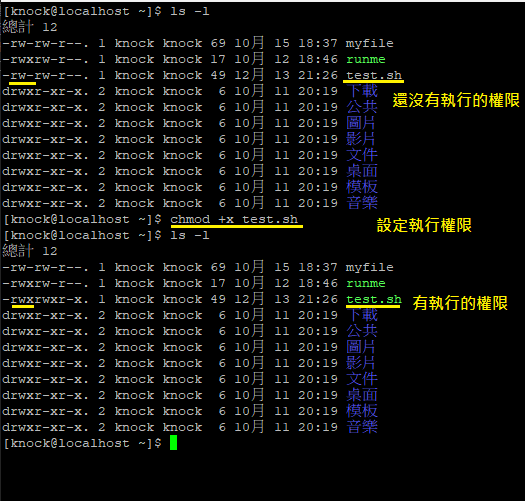 [knock@localhost ~]$ ls -l
總計 12
-rw-rw-r--. 1 knock knock 69 10月 15 18:37 myfile
-rwxrwxr-x. 1 knock knock 17 10月 12 18:46 runme
-rw-rw-r--. 1 knock knock 49 12月 13 21:26 test.sh
還沒有執行的權限
drwxr-xr-x. 2 knock knock 6 10月 11 20:19 下載
drwxr-xr-x. 2 knock knock 6 10月 11 20:19 公共
drwxr-xr-x. 2 knock knock 6 10月 11 20:19 圖片
drwxr-xr-x. 2 knock knock 6 10月 11 20:19 影片
drwxr-xr-x. 2 knock knock 6 10月 11 20:19 文件
drwxr-xr-x. 2 knock knock 6 10月 11 20:19 桌面
drwxr-xr-x. 2 knock knock 6 10月 11 20:19 模板
drwxr-xr-x. 2 knock knock 6 10月 11 20:19 音樂
[knock@localhost ~]$ chmod +x test.sh
設定執行權限
[knock@localhost ~]$ ls -l
總計 12
-rw-rw-r--. 1 knock knock 69 10月 15 18:37 myfile
-rwxrwxr-x. 1 knock knock 17 10月 12 18:46 runme
-rwxrwxr-x. 1 knock knock 49 12月 13 21:26 test.sh
有執行的權限
drwxr-xr-x. 2 knock knock 6 10月 11 20:19 下載
drwxr-xr-x. 2 knock knock 6 10月 11 20:19 公共
drwxr-xr-x. 2 knock knock 6 10月 11 20:19 圖片
drwxr-xr-x. 2 knock knock 6 10月 11 20:19 影片
drwxr-xr-x. 2 knock knock 6 10月 11 20:19 文件
drwxr-xr-x. 2 knock knock 6 10月 11 20:19 桌面
drwxr-xr-x. 2 knock knock 6 10月 11 20:19 模板
drwxr-xr-x. 2 knock knock 6 10月 11 20:19 音樂
[knock@localhost ~]$